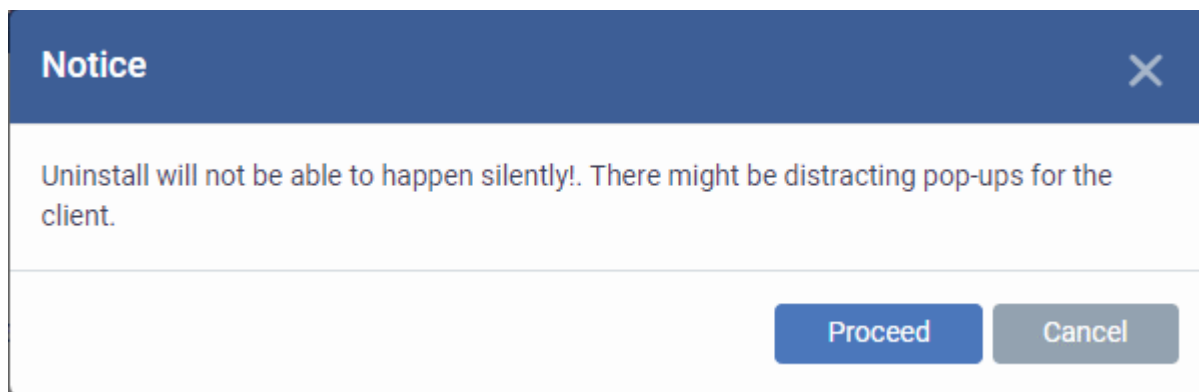 Notice
Uninstall will not be able to happen silently!. There might be distracting pop-ups for the
client.
Proceed
Cancel